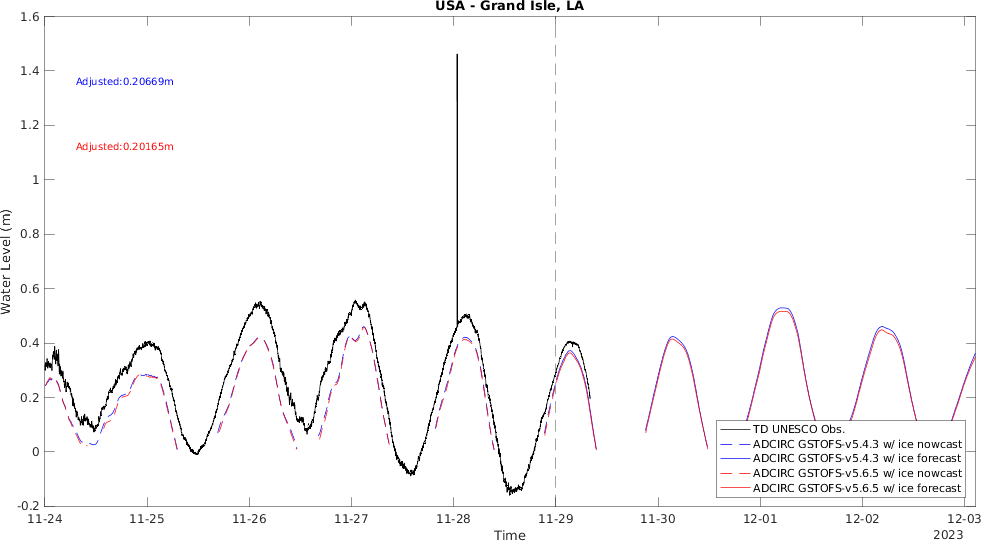 USA - Grand Isle, LA
1.6
1.4
Adjusted:0.20669m
1.2
Adjusted:0.20165m
1
0.8
0.6
0.4
0.2
0
-0.2
Water Level (m)
TD UNESCO Obs.
ADCIRC GSTOFS-v5.4.3 w/ ice nowcast
ADCIRC GSTOFS-v5.4.3 w/ ice forecast
ADCIRC GSTOFS-v5.6.5 w/ ice nowcast
ADCIRC GSTOFS-v5.6.5 w/ ice forecast
11-24 11-25 11-26 11-27 11-28 11-29 11-30 12-01 12-02 12-03
Time
2023